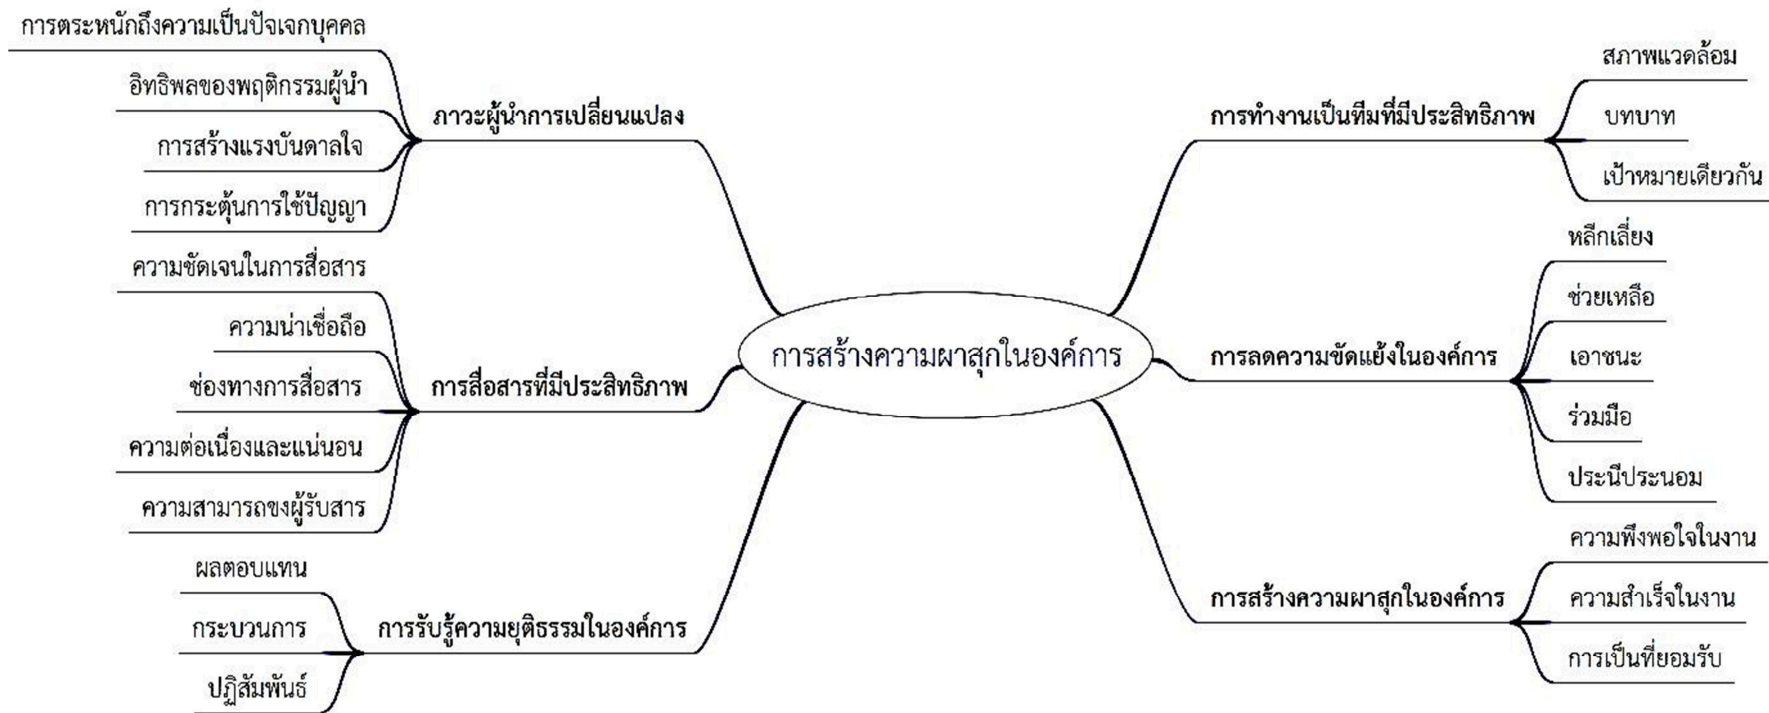 การตระหนักถึงความเป็นปัจเจกบุคคล
อิทธิพลของพฤติกรรมผู้นำ
การสร้างแรงบันดาลใจ
การกระตุ้นการใช้ปัญญา
ภาวะผู้นำการเปลี่ยนแปลง
ความชัดเจนในการสื่อสาร
ความน่าเชื่อถือ
ช่องทางการสื่อสาร
ความต่อเนื่องและแน่นอน
ความสามารถขงผู้รับสาร
การสื่อสารที่มีประสิทธิภาพ
ผลตอบแทน
กระบวนการ
ปฏิสัมพันธ์
การรับรู้ความยุติธรรมในองค์การ
การสร้างความผาสุกในองค์การ
การทำงานเป็นทีมที่มีประสิทธิภาพ
สภาพแวดล้อม
บทบาท
เป้าหมายเดียวกัน
การลดความขัดแย้งในองค์การ
หลีกเลี่ยง
ช่วยเหลือ
เอาชนะ
ร่วมมือ
ประนีประนอม
การสร้างความผาสุกในองค์การ
ความพึงพอใจในงาน
ความสำเร็จในงาน
การเป็นที่ยอมรับ